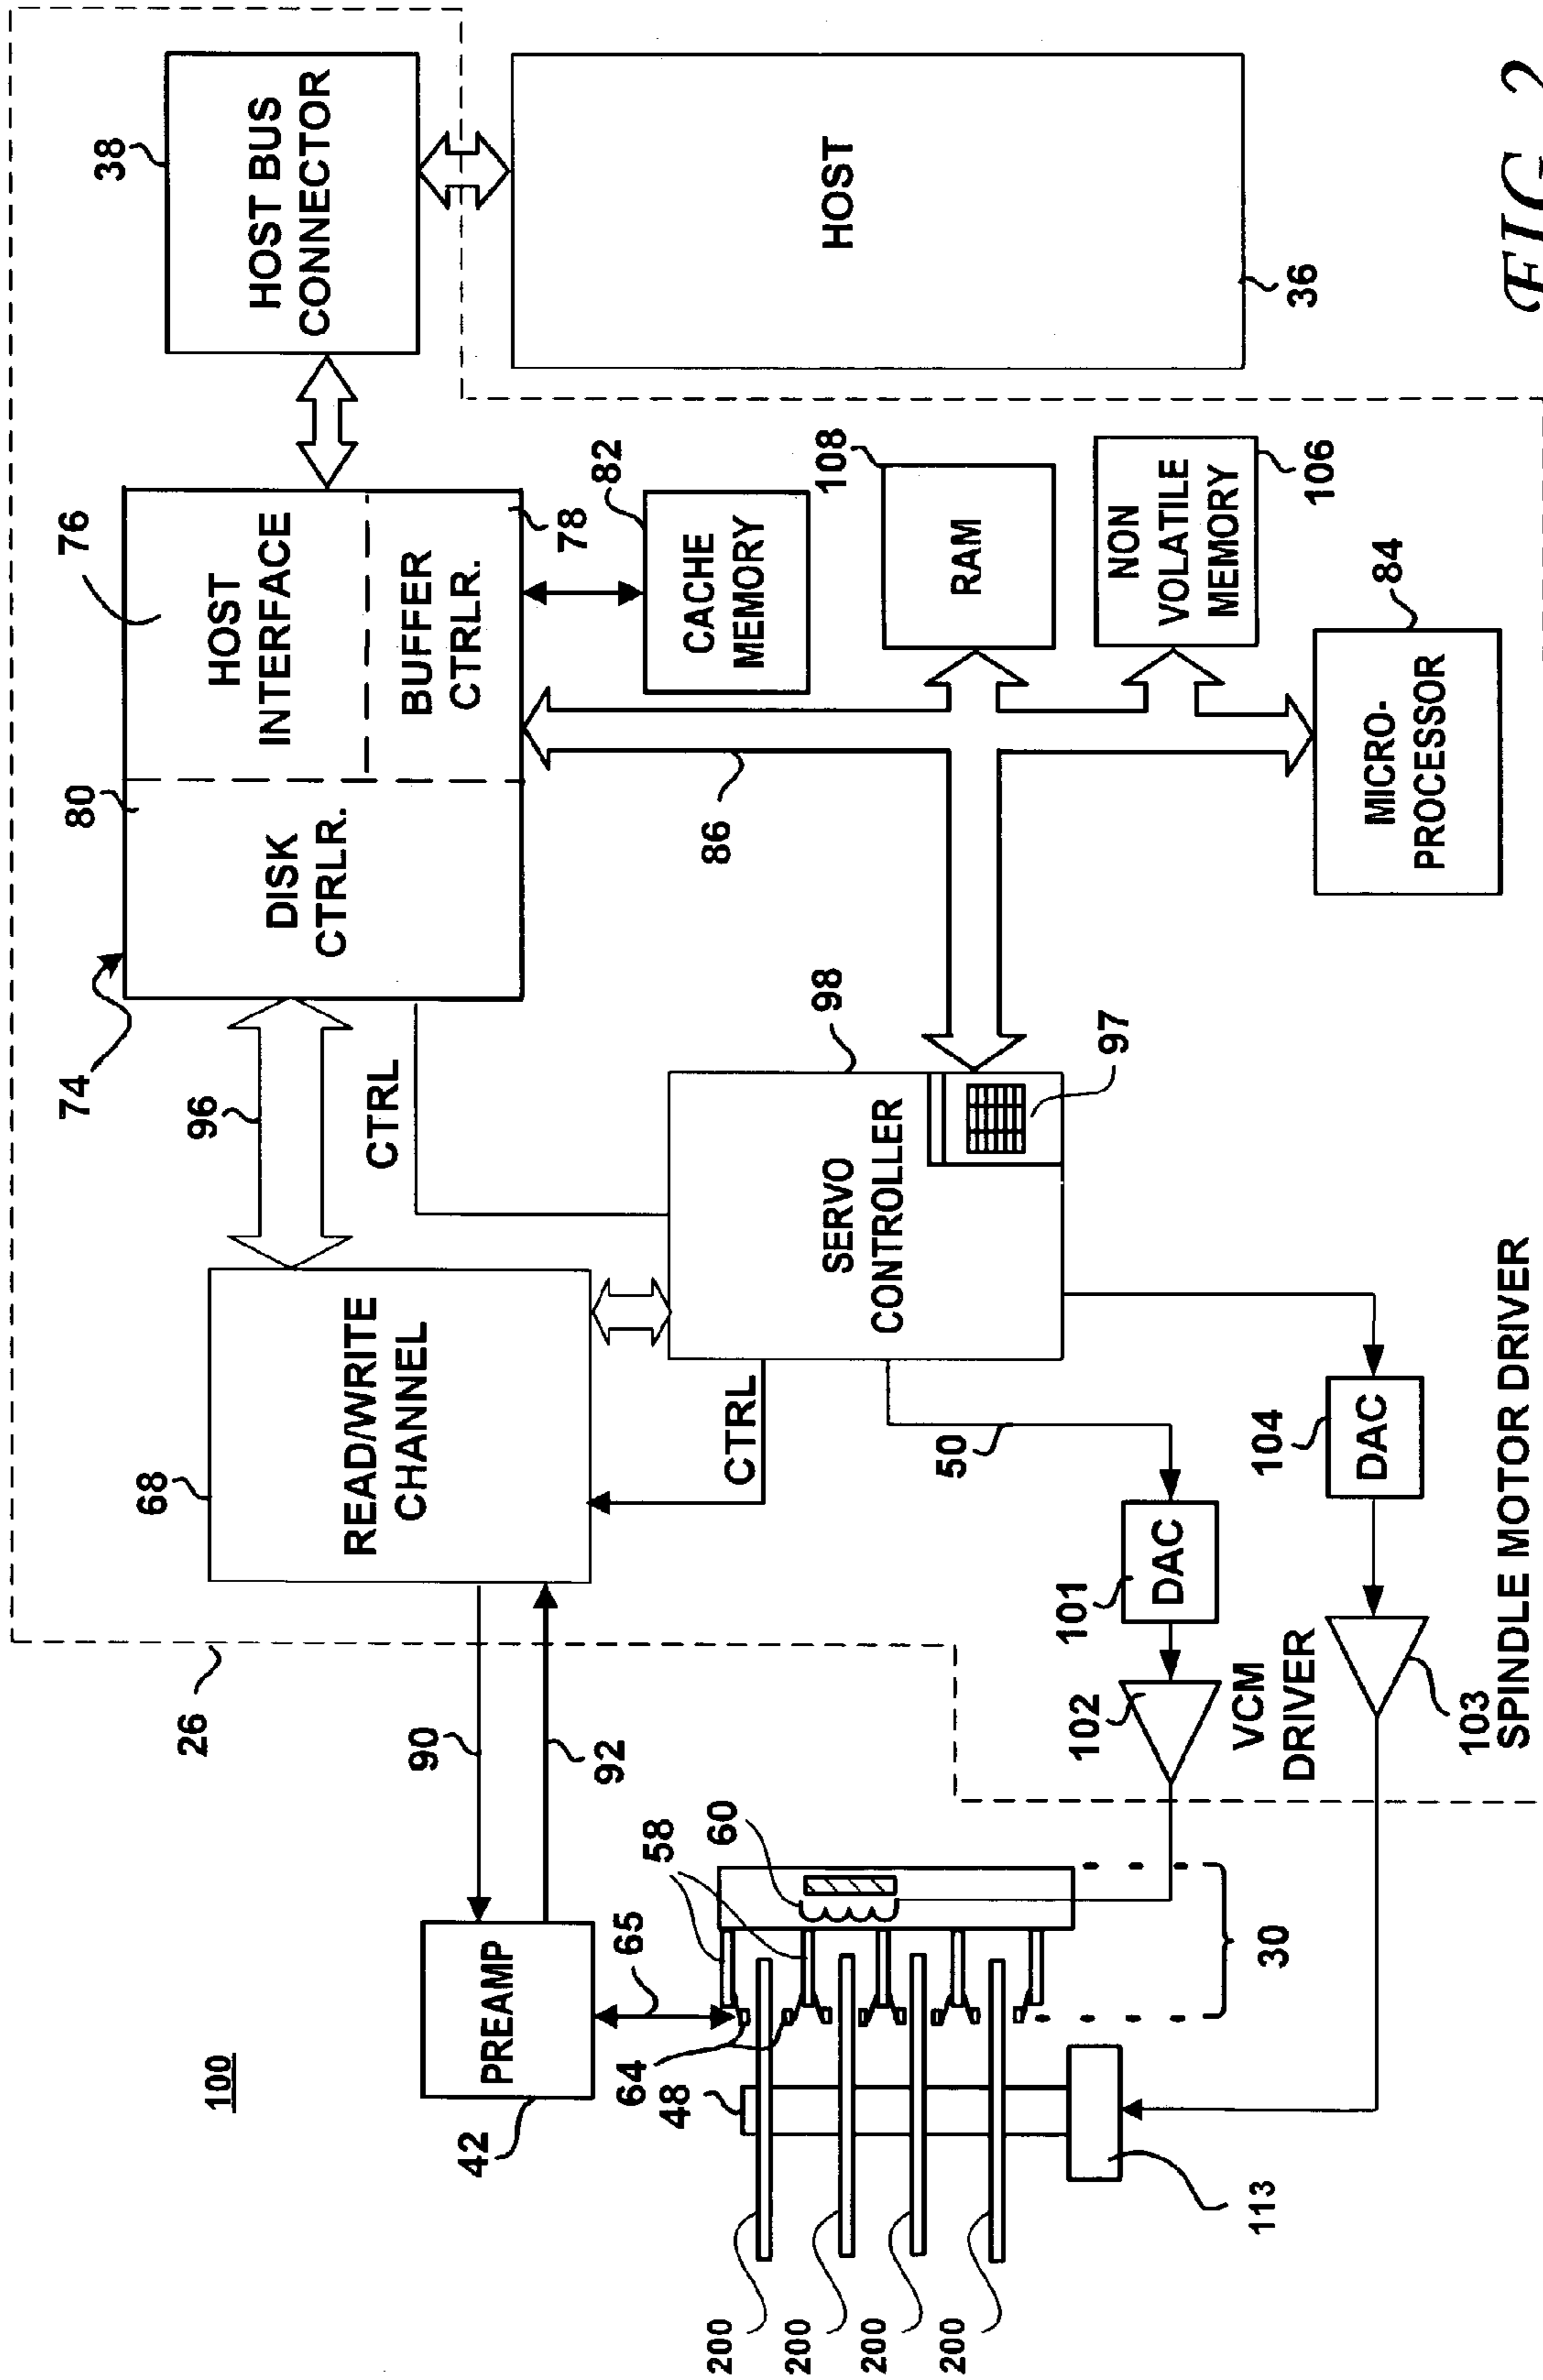 100
26
68
READ/WRITE
CHANNEL
96
74
80
DISK
CTRLR.
76
HOST
INTERFACE
BUFFER
CTRLR.
78
38
HOST BUS
CONNECTOR
CTRL
82
CACHE
MEMORY
HOST
36
PREAMP
42
90
92
65
CTRL
SERVO
CONTROLLER
98
97
86
108
RAM
NON
VOLATILE
MEMORY
106
MICRO-
PROCESSOR
84
64
48
58
60
50
101
DAC
102
VCM
DRIVER
104
DAC
103
SPINDLE MOTOR DRIVER
30
113
200
200
200
200
FIG 2